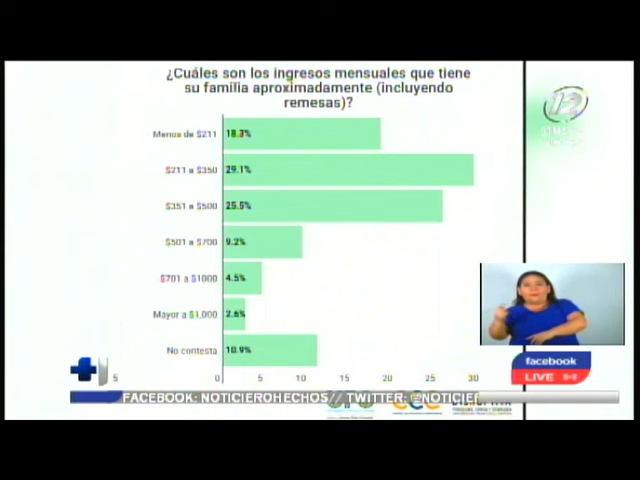 ¿Cuáles son los ingresos mensuales que tiene
su familia aproximadamente (incluyendo
remesas)?
12
Menos de $211
18.3%
$211 a $350
29.1%
$351 a $500
25.5%
$501 a $700
9.2%
$701 a $1000
4.5%
Mayor a $1,000
2.6%
No contesta
10.9%
5
0
5
10
15
20
25
30
facebook
LIVE
FACEBOOK: NOTICIEROHECHOS// TWITTER: @NOTICIER